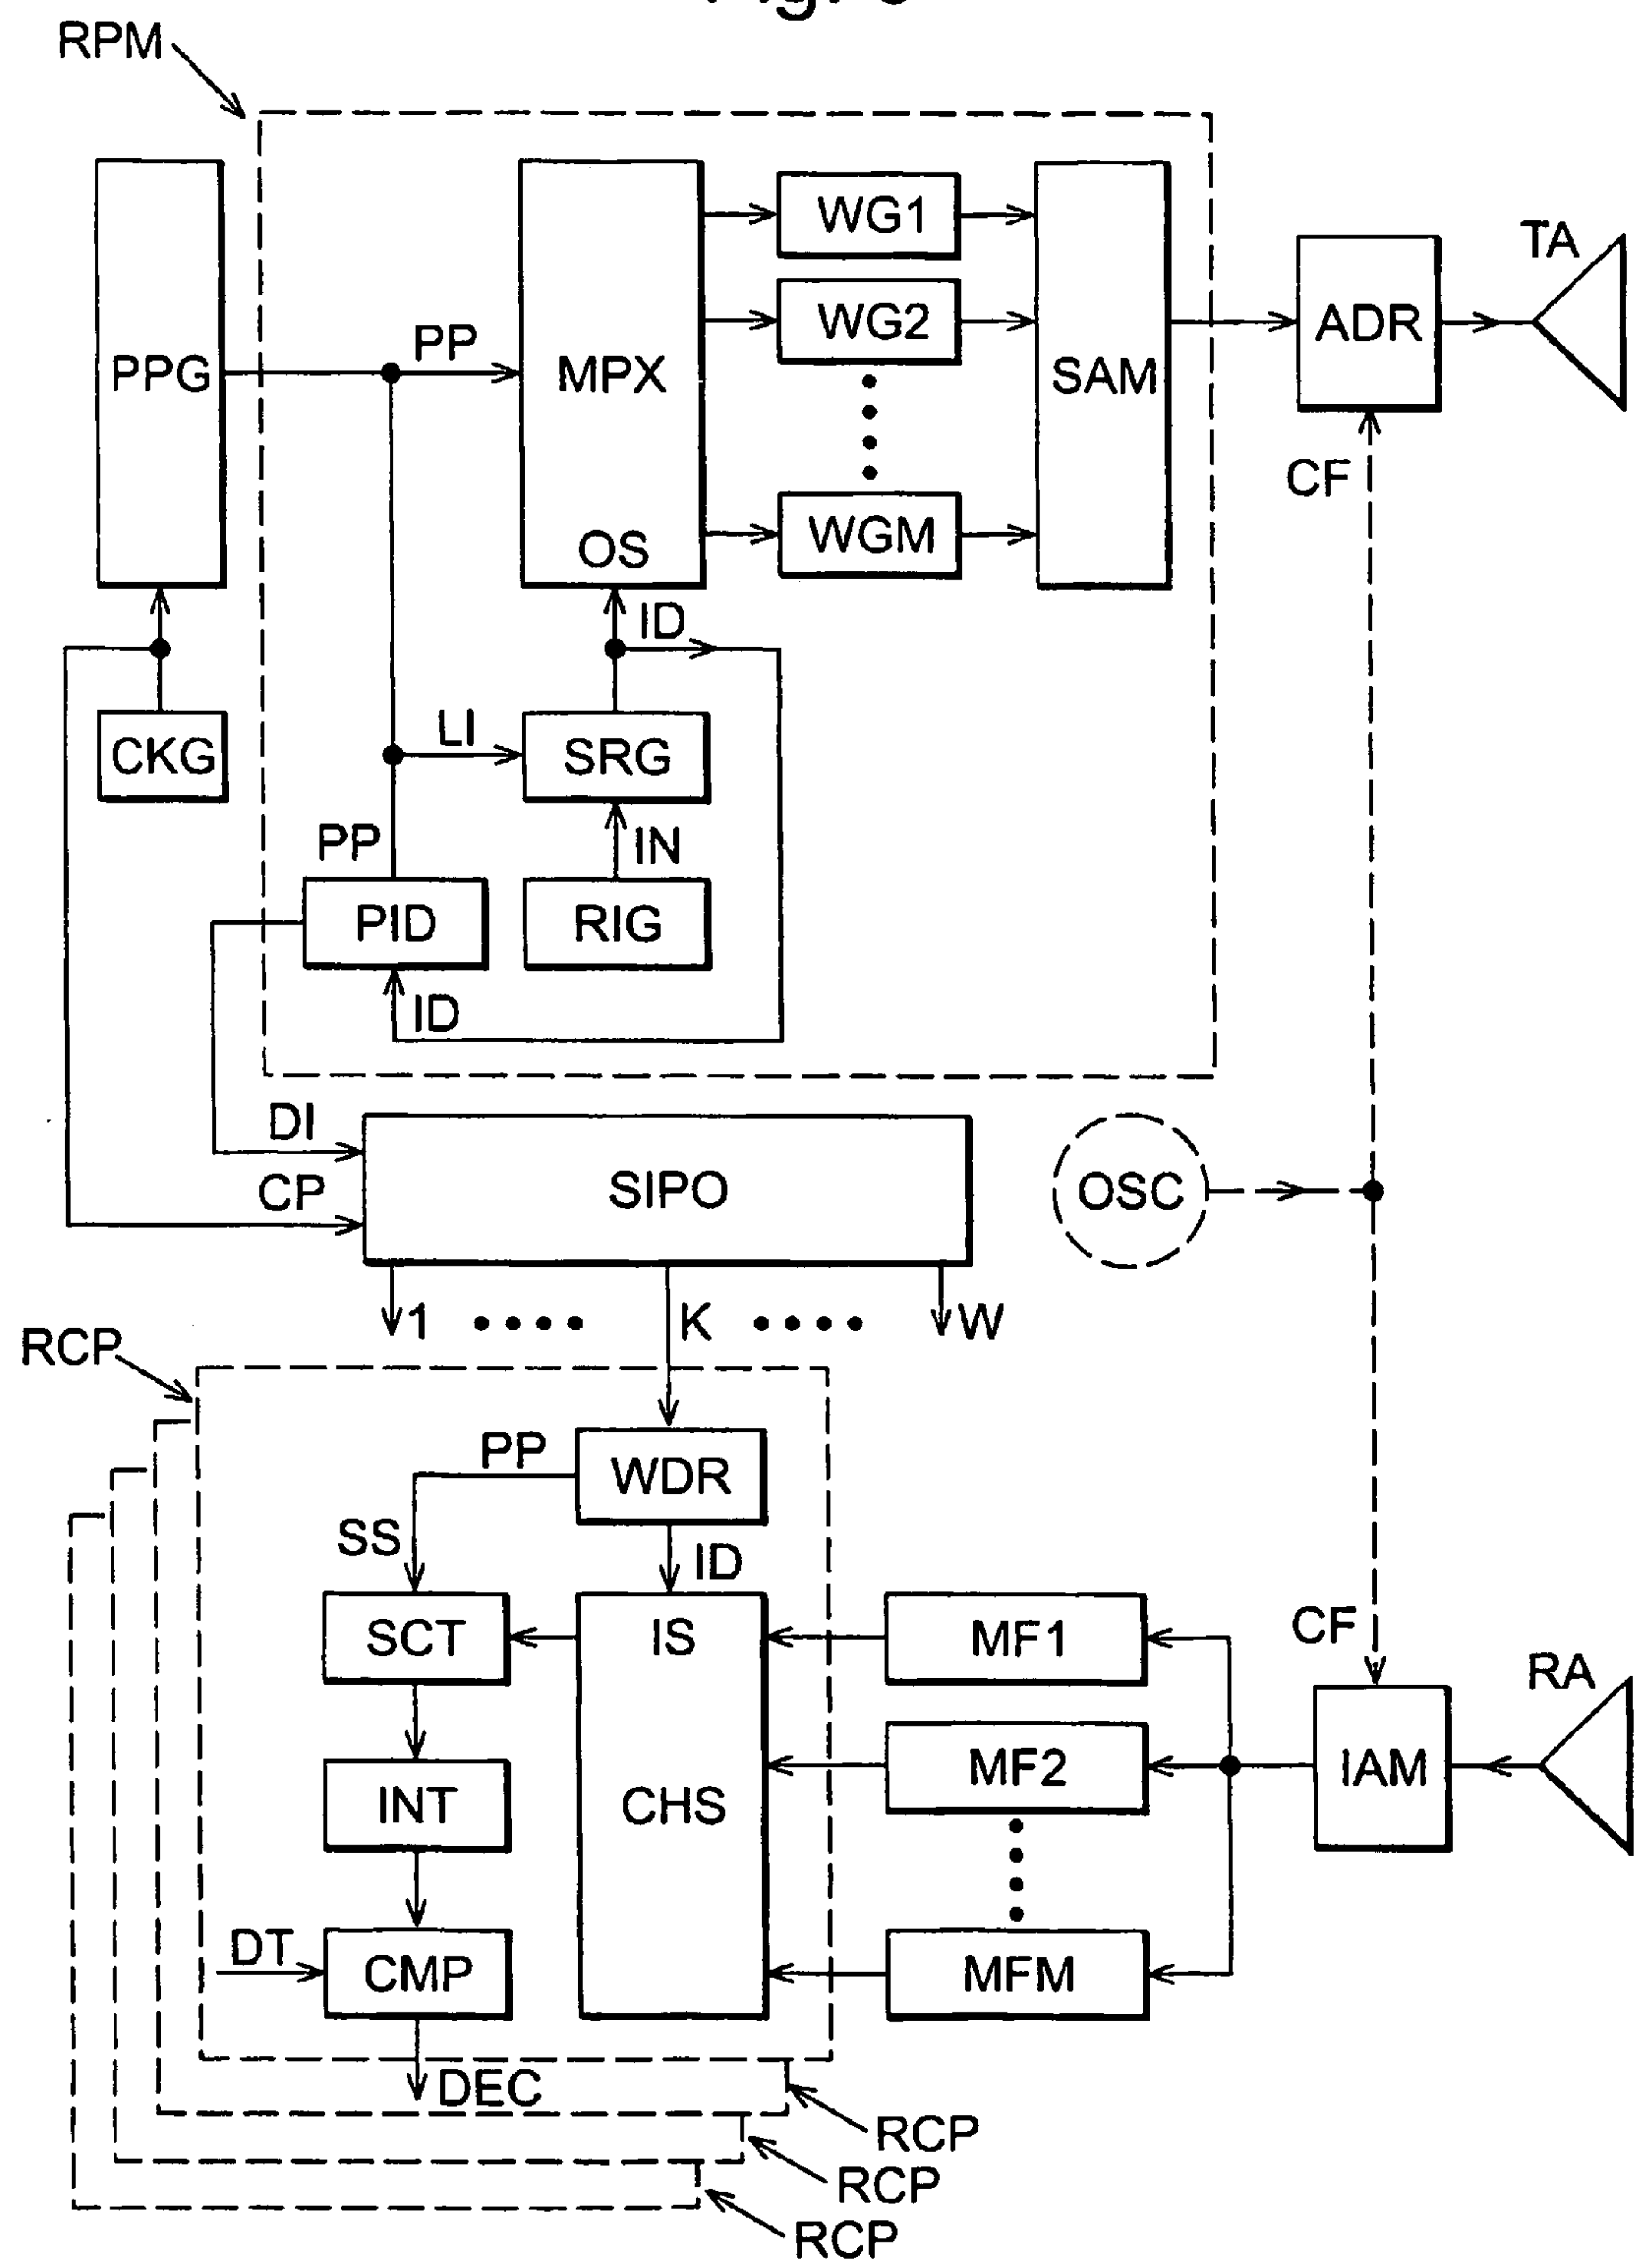 RPM
WG1
TA
WG2
ADR
PP
PPG
MPX
SAM
CF
WGM
OS
ID
LI
CKG
SRG
PP
IN
PID
RIG
ID
DI
SIPO
OSC
CP
1
K
W
RCP
PP
WDR
SS
ID
SCT
IS
MF1
CF
RA
MF2
IAM
INT
CHS
DT
CMP
MFM
DEC
RCP
RCP
RCP